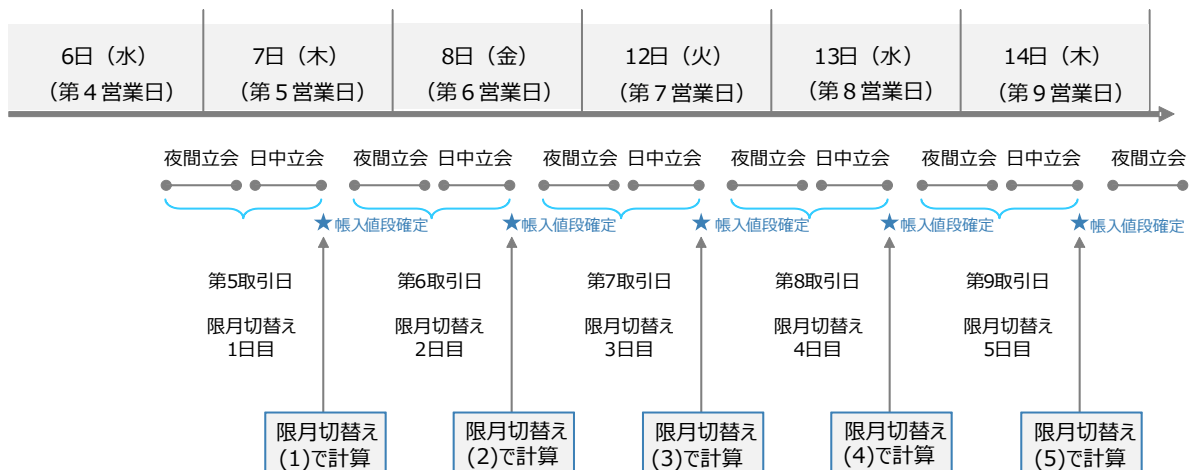 6日（水） 7日（木） 8日（金） 12日（火） 13日（水） 14日（木）
（第４営業日） （第５営業日） （第６営業日） （第７営業日） （第８営業日） （第９営業日）
夜間立会 日中立会 夜間立会 日中立会 夜間立会 日中立会 夜間立会 日中立会 夜間立会 日中立会 夜間立会
★帳入値段確定 ★帳入値段確定 ★帳入値段確定 ★帳入値段確定 ★帳入値段確定
第5取引日 第6取引日 第7取引日 第8取引日 第9取引日
限月切替え 限月切替え 限月切替え 限月切替え 限月切替え
1日目 2日目 3日目 4日目 5日目
限月切替え 限月切替え 限月切替え 限月切替え 限月切替え
(1)で計算 (2)で計算 (3)で計算 (4)で計算 (5)で計算